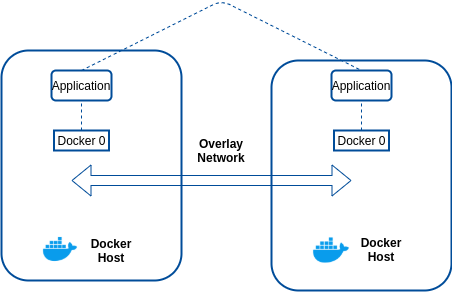 Application
Application
Docker 0
Docker 0
Overlay
Network
Docker
Host
Docker
Host